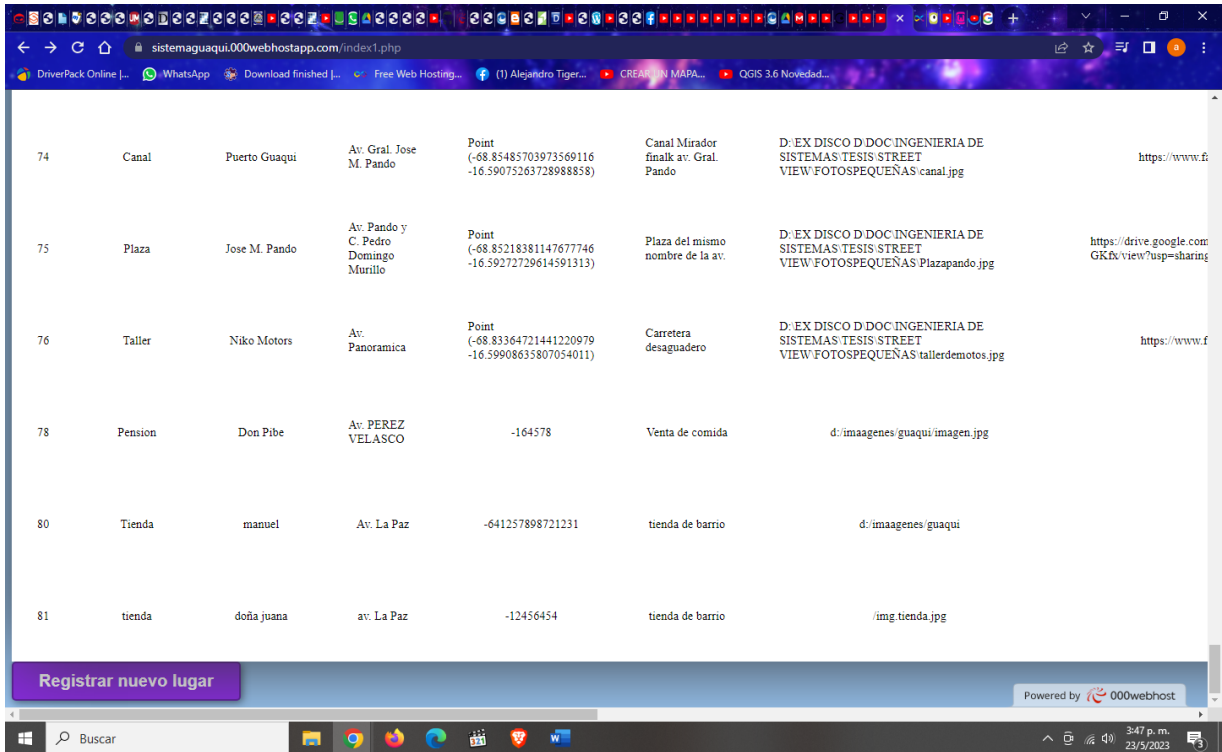 sistemaguaqui.000webhostapp.com/index1.php
DriverPack Online |... WhatsApp Download finished |... Free Web Hosting... (1) Alejandro Tiger... CREAR UN MAPA... QGIS 3.6 Novedad...
74
Canal
Puerto Guaqui
Av. Gral. Jose
M. Pando
Point
(-68.85485703973569116
-16.59075263728988858)
Canal Mirador
finalk av. Gral.
Pando
D:\EX DISCO D\DOC\INGENIERIA DE
SISTEMAS\TESIS\STREET
VIEW\FOTOSPEQUEÑAS\canal.jpg
https://www.fa
75
Plaza
Jose M. Pando
Av. Pando y
C. Pedro
Domingo
Murillo
Point
(-68.85218381147677746
-16.59272729614591313)
Plaza del mismo
nombre de la av.
D:\EX DISCO D\DOC\INGENIERIA DE
SISTEMAS\TESIS\STREET
VIEW\FOTOSPEQUEÑAS\Plazapando.jpg
https://drive.google.com
GKfx/view?usp=sharing
76
Taller
Niko Motors
Av.
Panoramica
Point
(-68.83364721441220979
-16.59908635807054011)
Carretera
desaguadero
D:\EX DISCO D\DOC\INGENIERIA DE
SISTEMAS\TESIS\STREET
VIEW\FOTOSPEQUEÑAS\tallerdemotos.jpg
https://www.f
78
Pension
Don Pibe
Av. PEREZ
VELASCO
-164578
Venta de comida
d:/imaagenes/guaqui/imagen.jpg
80
Tienda
manuel
Av. La Paz
-641257898721231
tienda de barrio
d:/imaagenes/guaqui
81
tienda
doña juana
av. La Paz
-12456454
tienda de barrio
/img.tienda.jpg
Registrar nuevo lugar
Powered by 000webhost
Buscar
3:47 p. m.
23/5/2023